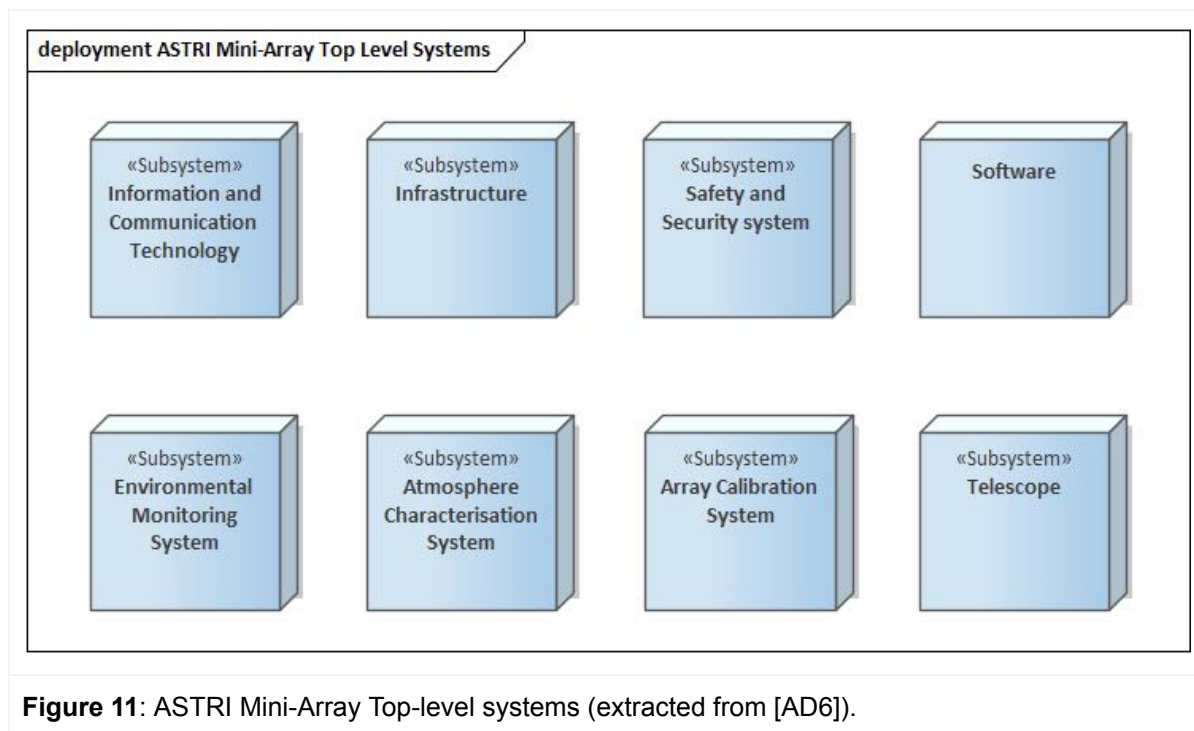 deployment ASTRI Mini-Array Top Level Systems
«Subsystem»
Information and
Communication
Technology
«Subsystem»
Infrastructure
«Subsystem»
Safety and
Security system
Software
«Subsystem»
Environmental
Monitoring
System
«Subsystem»
Atmosphere
Characterisation
System
«Subsystem»
Array Calibration
System
«Subsystem»
Telescope
Figure 11: ASTRI Mini-Array Top-level systems (extracted from [AD6]).